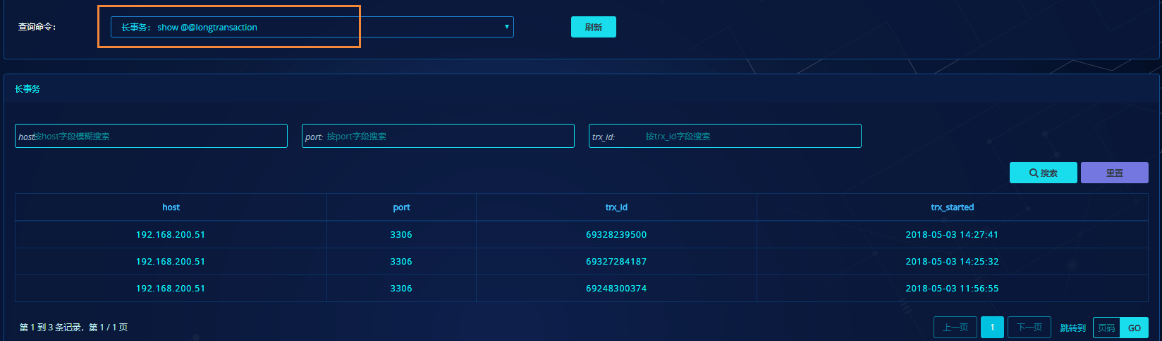 查询命令: 长事务: show @@longtransaction 刷新
长事务
host: 按host字段模糊搜索 port: 按port字段搜索 trx_id: 按trx_id字段搜索
搜索 重置
host port trx_id trx_started
192.168.200.51 3306 69328239500 2018-05-03 14:27:41
192.168.200.51 3306 69327284187 2018-05-03 14:25:32
192.168.200.51 3306 69248300374 2018-05-03 11:56:55
第 1 到 3 条记录，第 1 / 1 页 上一页 1 下一页 跳转到 页码 GO